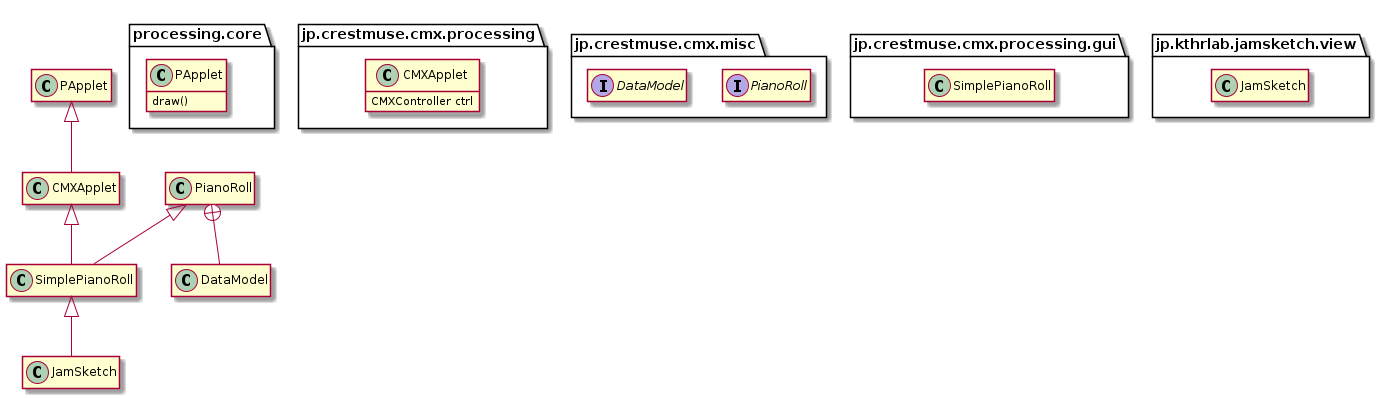 processing.core
C PApplet
draw()
jp.crestmuse.cmx.processing
C CMXApplet
CMXController ctrl
jp.crestmuse.cmx.misc
I DataModel
I PianoRoll
jp.crestmuse.cmx.processing.gui
C SimplePianoRoll
jp.kthrlab.jamsketch.view
C JamSketch
C PApplet
C CMXApplet
C PianoRoll
C SimplePianoRoll
C DataModel
C JamSketch